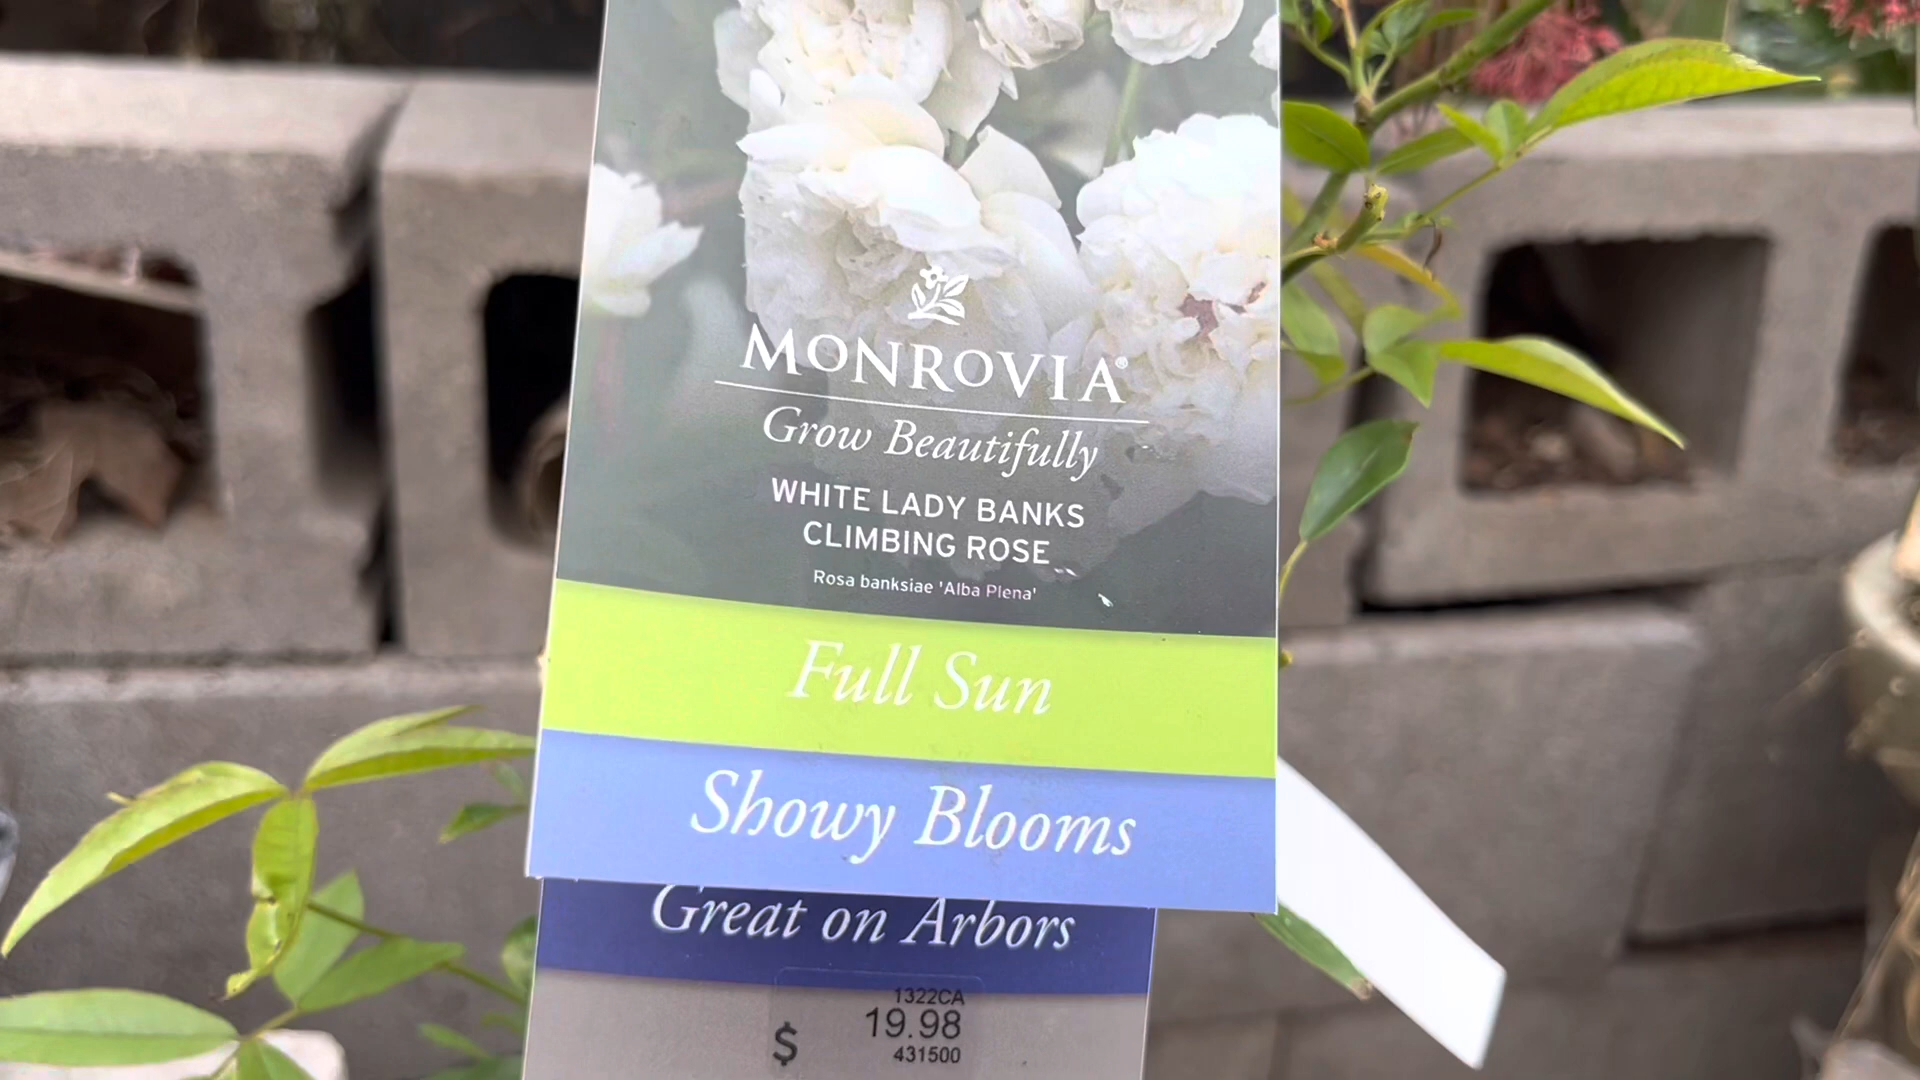 MONROVIA®
Grow Beautifully
WHITE LADY BANKS
CLIMBING ROSE
Rosa banksiae 'Alba Plena'
Full Sun
Showy Blooms
Great on Arbors
1322CA
$ 19.98
431500